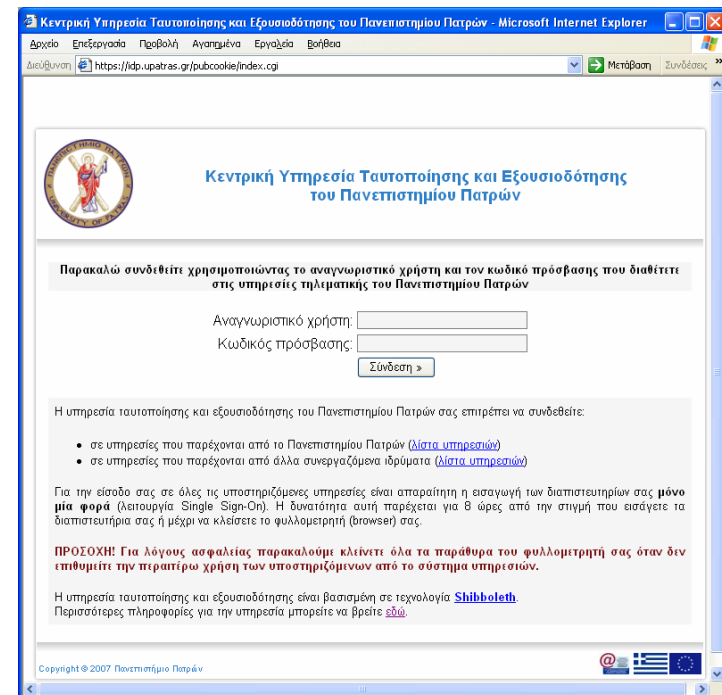 Κεντρική Υπηρεσία Ταυτοποίησης και Εξουσιοδότησης του Πανεπιστημίου Πατρών - Microsoft Internet Explorer
Αρχείο Επεξεργασία Προβολή Αγαπημένα Εργαλεία Βοήθεια
Διεύθυνση https://idp.upatras.gr/pubcookie/index.cgi Μετάβαση Συνδέσεις »
ΠΑΝΕΠΙΣΤΗΜΙΟ ΠΑΤΡΩΝ
UNIVERSITY OF PATRAS
Κεντρική Υπηρεσία Ταυτοποίησης και Εξουσιοδότησης
του Πανεπιστημίου Πατρών
Παρακαλώ συνδεθείτε χρησιμοποιώντας το αναγνωριστικό χρήστη και τον κωδικό πρόσβασης που διαθέτετε
στις υπηρεσίες τηλεματικής του Πανεπιστημίου Πατρών
Αναγνωριστικό χρήστη:
Κωδικός πρόσβασης:
Σύνδεση »
Η υπηρεσία ταυτοποίησης και εξουσιοδότησης του Πανεπιστημίου Πατρών σας επιτρέπει να συνδεθείτε:
• σε υπηρεσίες που παρέχονται από το Πανεπιστημίου Πατρών (λίστα υπηρεσιών)
• σε υπηρεσίες που παρέχονται από άλλα συνεργαζόμενα ιδρύματα (λίστα υπηρεσιών)
Για την είσοδο σας σε όλες τις υποστηριζόμενες υπηρεσίες είναι απαραίτητη η εισαγωγή των διαπιστευτηρίων σας μόνο
μία φορά (λειτουργία Single Sign-On). Η δυνατότητα αυτή παρέχεται για 8 ώρες από την στιγμή που εισάγετε τα
διαπιστευτήρια σας ή μέχρι να κλείσετε το φυλλομετρητή (browser) σας.
ΠΡΟΣΟΧΗ! Για λόγους ασφαλείας παρακαλούμε κλείνετε όλα τα παράθυρα του φυλλομετρητή σας όταν δεν
επιθυμείτε την περαιτέρω χρήση των υποστηριζόμενων από το σύστημα υπηρεσιών.
Η υπηρεσία ταυτοποίησης και εξουσιοδότησης είναι βασισμένη σε τεχνολογία Shibboleth.
Περισσότερες πληροφορίες για την υπηρεσία μπορείτε να βρείτε εδώ.
Copyright © 2007 Πανεπιστήμιο Πατρών